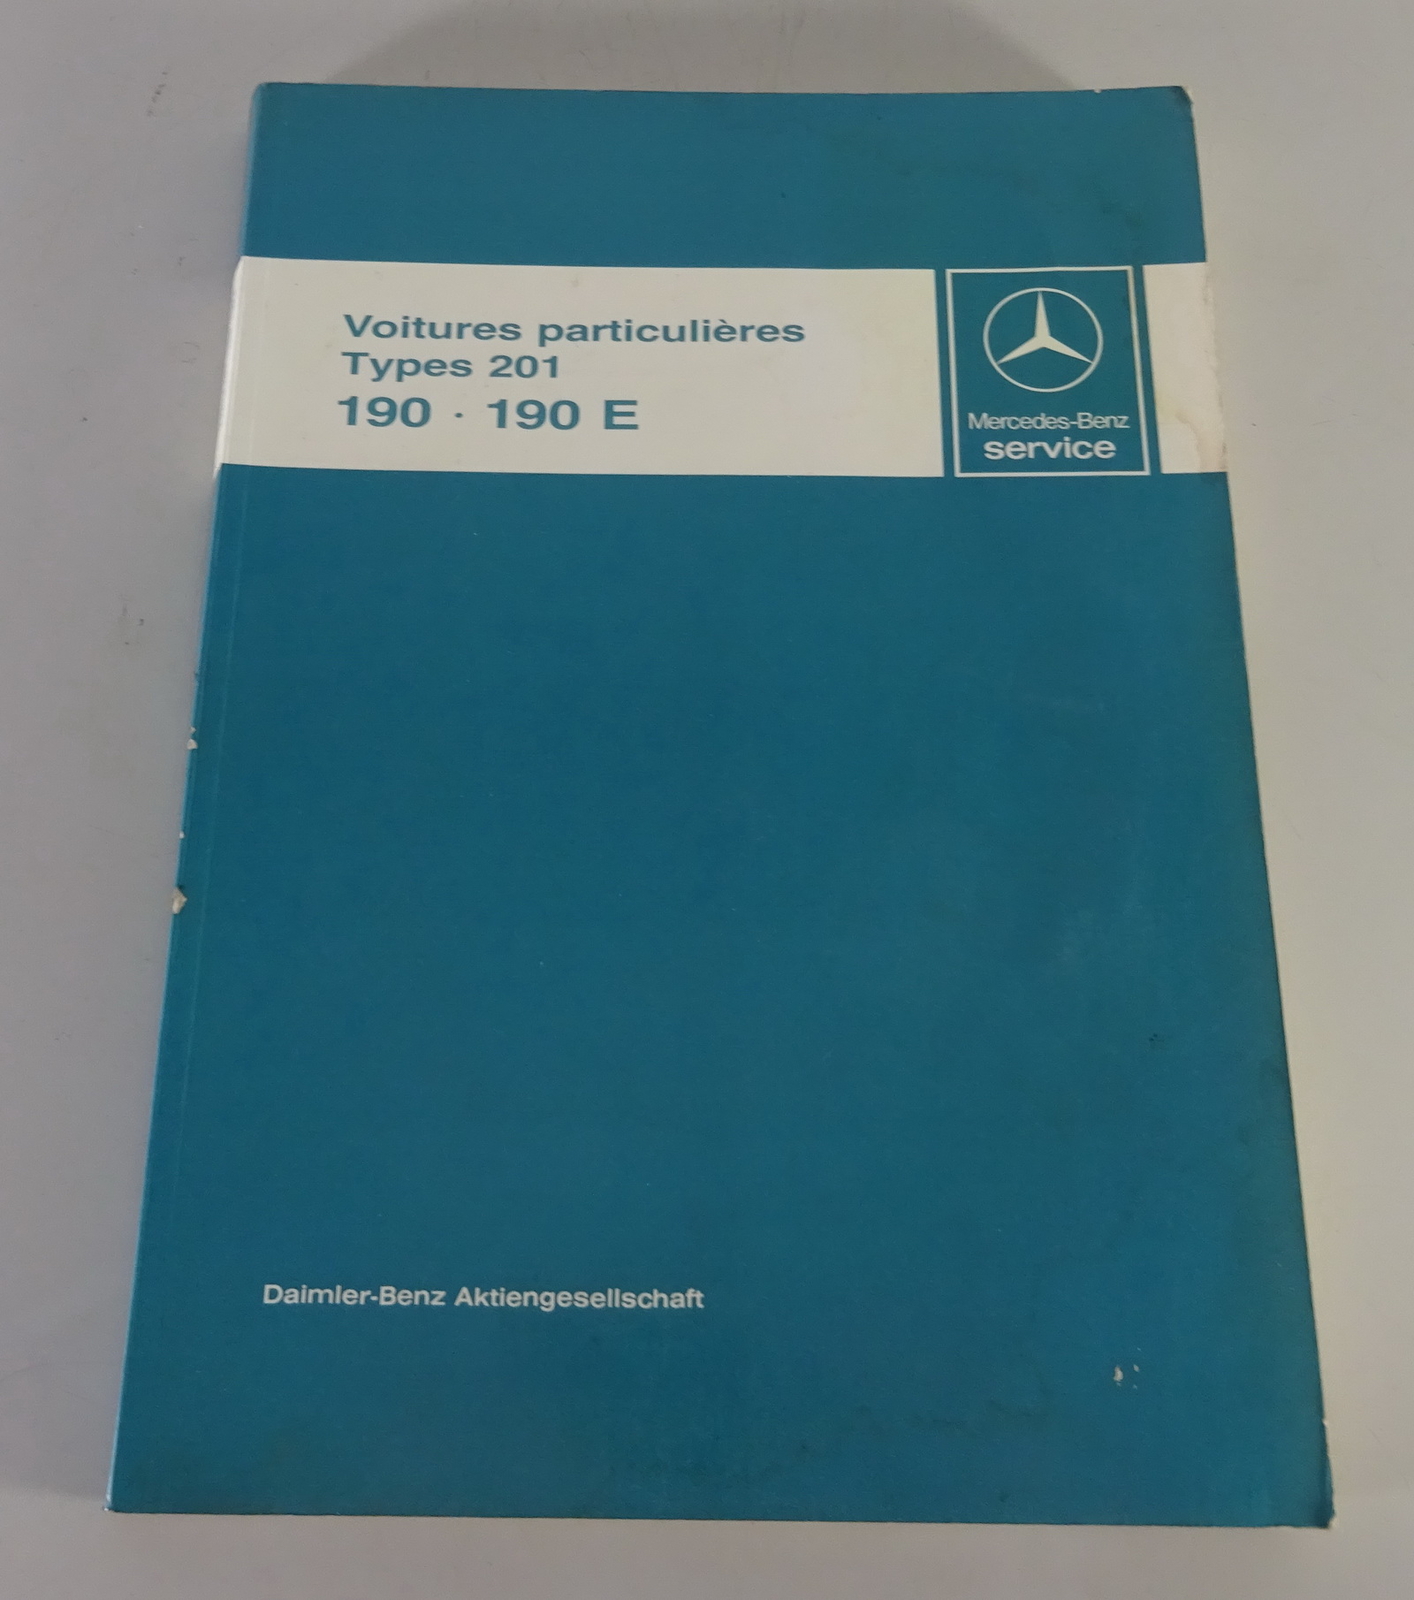 Voitures particulières
Types 201
190 · 190 E
Mercedes-Benz
service
Daimler-Benz Aktiengesellschaft